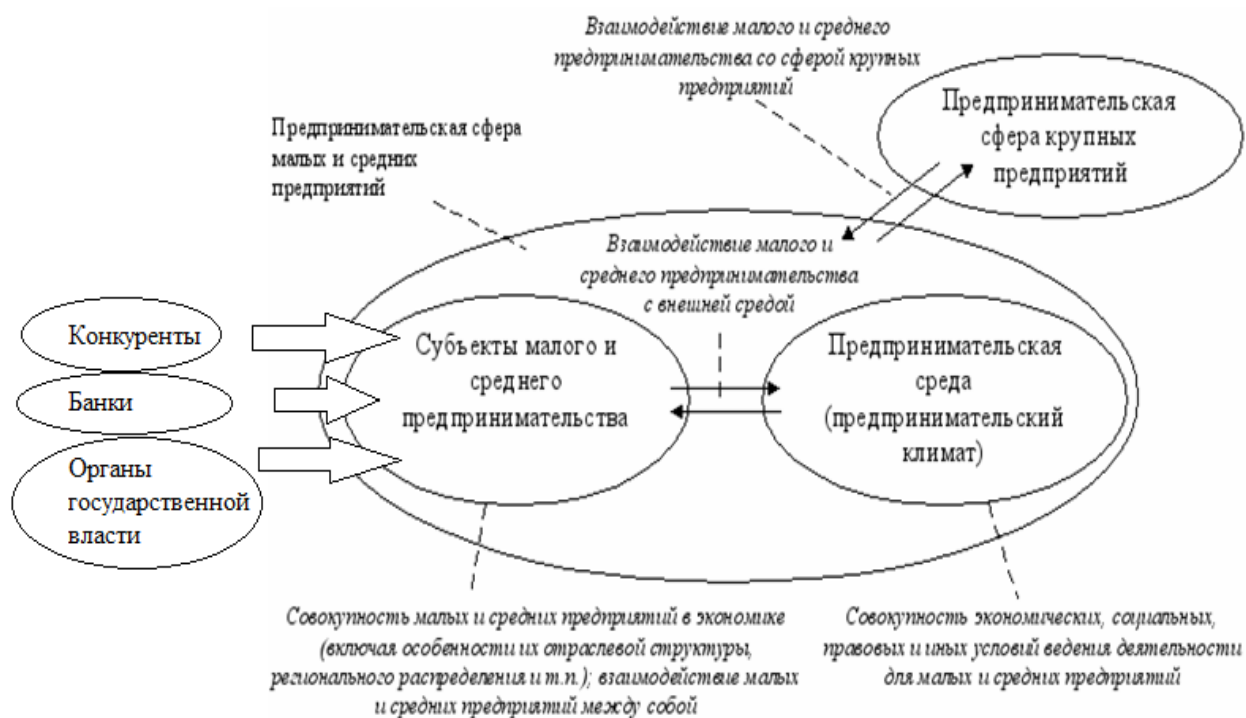 Взаимодействие малого и среднего
предпринимательства со сферой крупных
предприятий
Предпринимательская
сфера крупных
предприятий
Предпринимательская сфера
малых и средних
предприятий
Взаимодействие малого и
среднего предпринимательства
с внешней средой
Конкуренты
Банки
Органы
государственной
власти
Субъекты малого и
среднего
предпринимательства
Предпринимательская
среда
(предпринимательский
климат)
Совокупность малых и средних предприятий в экономике
(включая особенности их отраслевой структуры,
регионального распределения и т.п.); взаимодействие малых
и средних предприятий между собой
Совокупность экономических, социальных,
правовых и иных условий ведения деятельности
для малых и средних предприятий